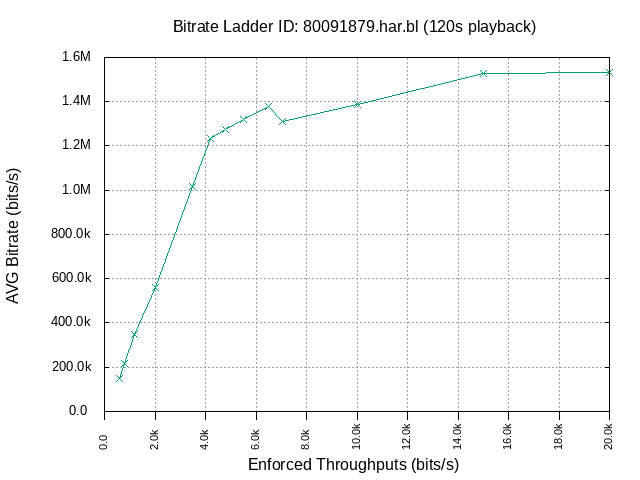 Bitrate Ladder ID: 80091879.har.bl (120s playback)
1.6M
1.4M
1.2M
1.0M
800.0k
600.0k
400.0k
200.0k
0.0
AVG Bitrate (bits/s)
0.0 2.0k 4.0k 6.0k 8.0k 10.0k 12.0k 14.0k 16.0k 18.0k 20.0k
Enforced Throughputs (bits/s)